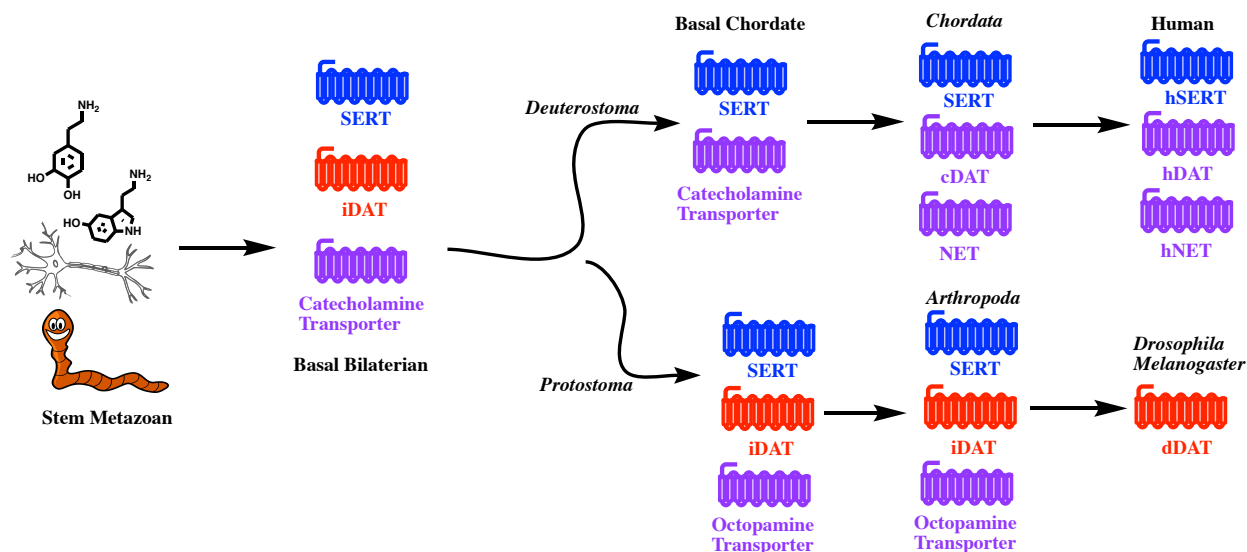 NH₂
HO
OH
NH₂
HO
NH
Stem Metazoan
SERT
iDAT
Catecholamine
Transporter
Basal Bilaterian
Deuterostoma
Protostoma
Basal Chordate
SERT
Catecholamine
Transporter
Chordata
SERT
cDAT
NET
Human
hSERT
hDAT
hNET
SERT
iDAT
Octopamine
Transporter
Arthropoda
SERT
iDAT
Octopamine
Transporter
Drosophila
Melanogaster
dDAT